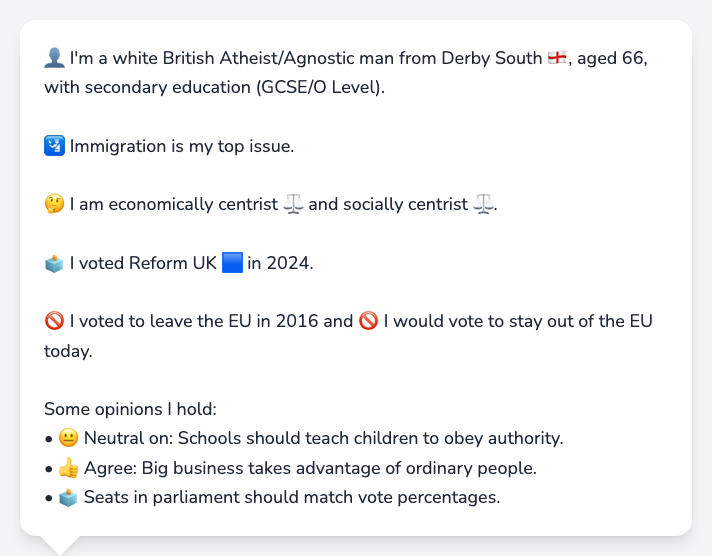 👤 I'm a white British Atheist/Agnostic man from Derby South 🏴󠁧󠁢󠁥󠁮󠁧󠁿, aged 66,
with secondary education (GCSE/O Level).
🛂 Immigration is my top issue.
🤔 I am economically centrist ⚖️ and socially centrist ⚖️.
🗳️ I voted Reform UK 🟦 in 2024.
🚫 I voted to leave the EU in 2016 and 🚫 I would vote to stay out of the EU
today.
Some opinions I hold:
• 😐 Neutral on: Schools should teach children to obey authority.
• 👍 Agree: Big business takes advantage of ordinary people.
• 🗳️ Seats in parliament should match vote percentages.